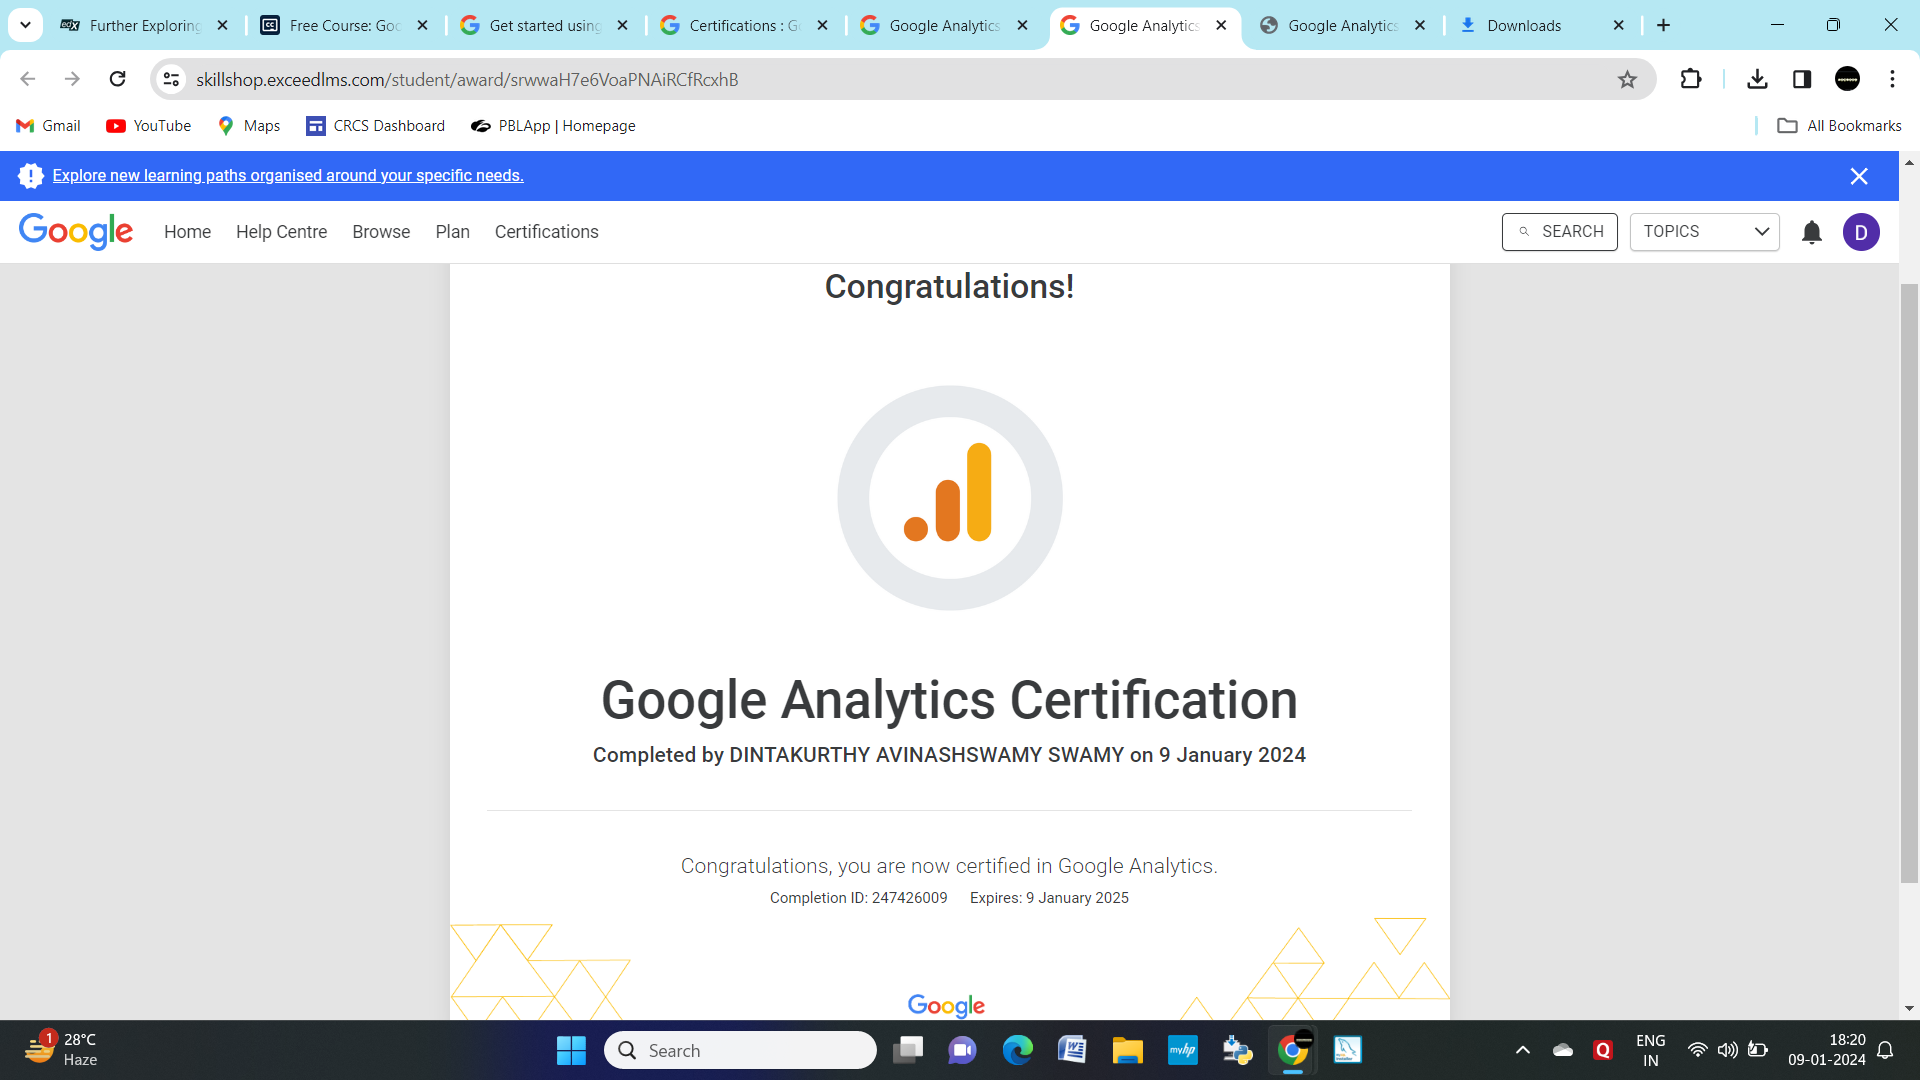 Further Exploring
Free Course: Goo
Get started using
Certifications : G
Google Analytics
Google Analytics
Google Analytics
Downloads
skillshop.exceedlms.com/student/award/srwwaH7e6VoaPNAiRCfRcxhB
Gmail
YouTube
Maps
CRCS Dashboard
PBLApp | Homepage
All Bookmarks
Explore new learning paths organised around your specific needs.
Google
Home
Help Centre
Browse
Plan
Certifications
SEARCH
TOPICS
D
Congratulations!
Google Analytics Certification
Completed by DINTAKURTHY AVINASHSWAMY SWAMY on 9 January 2024
Congratulations, you are now certified in Google Analytics.
Completion ID: 247426009 Expires: 9 January 2025
Google
1
28°C
Haze
Search
myhp
Q
ENG
IN
18:20
09-01-2024